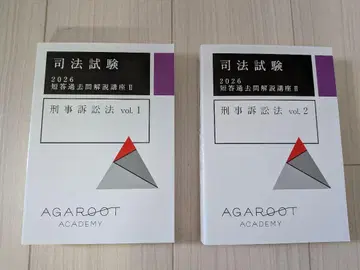 司法試験
2026
短答過去問解説講座Ⅱ
刑事訴訟法 vol.1
AGAROOT
ACADEMY
司法試験
2026
短答過去問解説講座Ⅱ
刑事訴訟法 vol.2
AGAROOT
ACADEMY